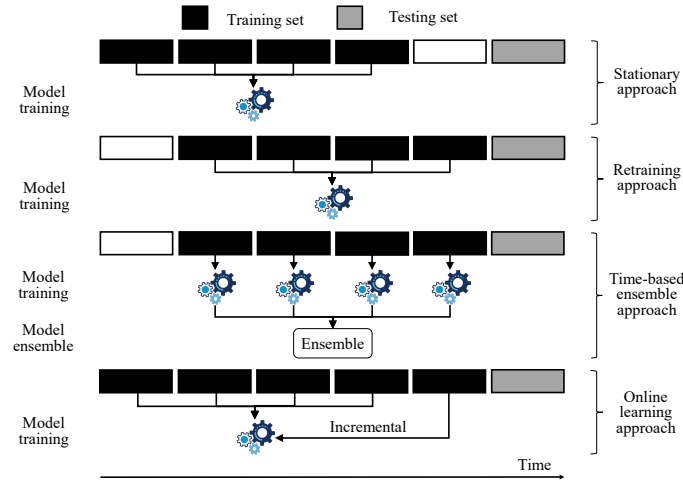 Training set
Testing set
Model
training
Stationary
approach
Model
training
Retraining
approach
Model
training
Model
ensemble
Ensemble
Time-based
ensemble
approach
Model
training
Incremental
Online
learning
approach
Time